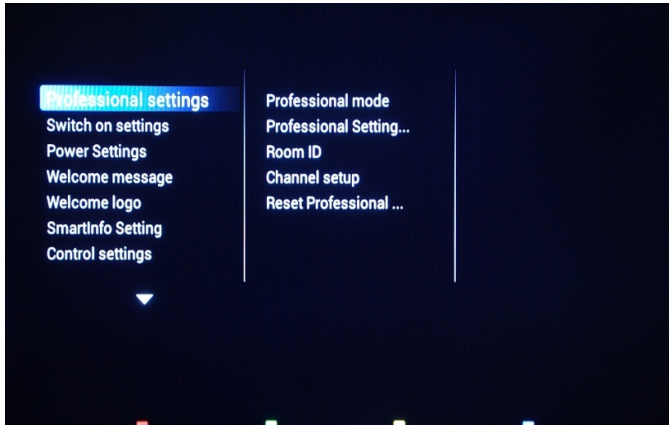 Professional settings
Switch on settings
Power Settings
Welcome message
Welcome logo
SmartInfo Setting
Control settings
Professional mode
Professional Setting...
Room ID
Channel setup
Reset Professional ...